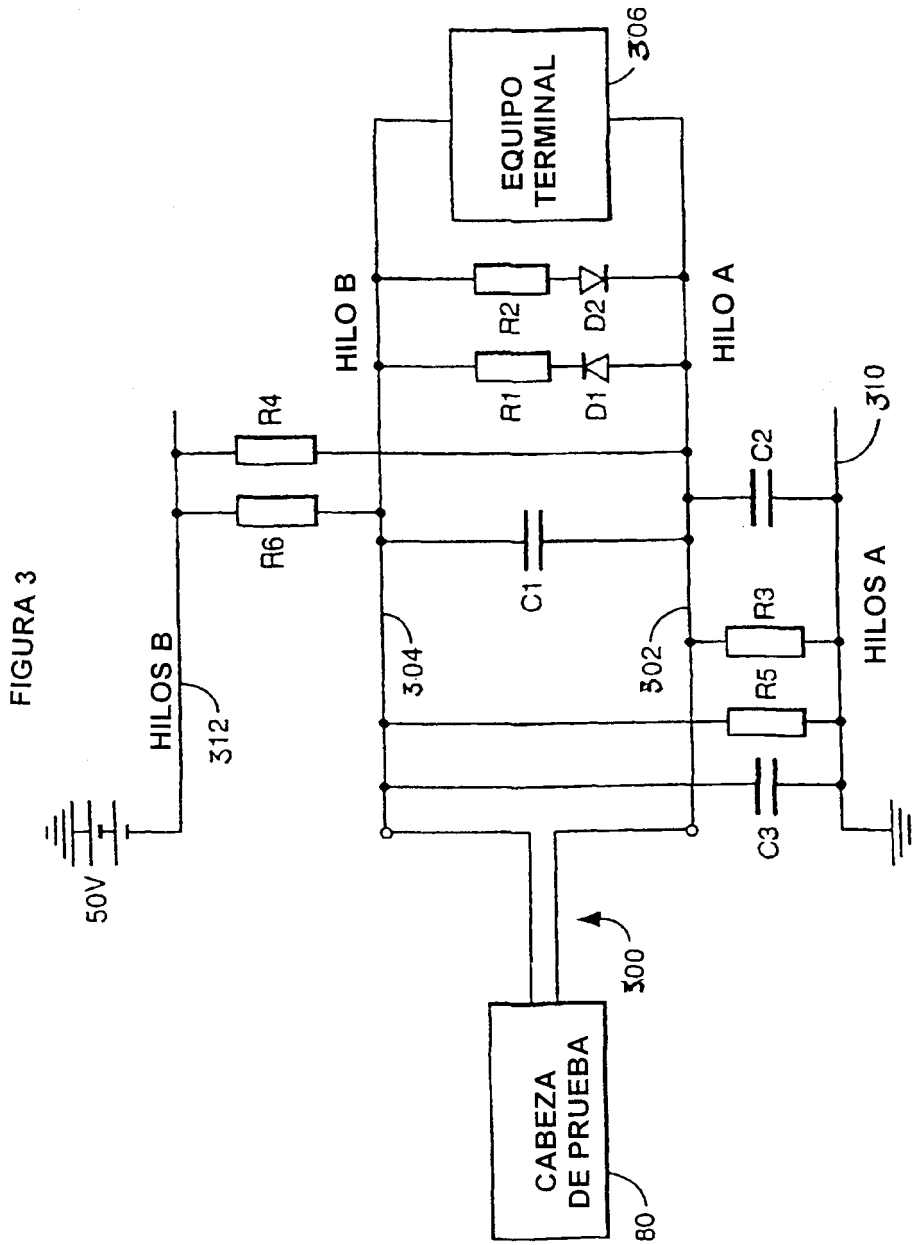 FIGURA 3
50V
HILOS B
312
R6
R4
304
HILO B
C1
R1
R2
D1
D2
EQUIPO
TERMINAL
306
302
HILO A
CABEZA
DE PRUEBA
80
300
C3
R5
R3
C2
HILOS A
310